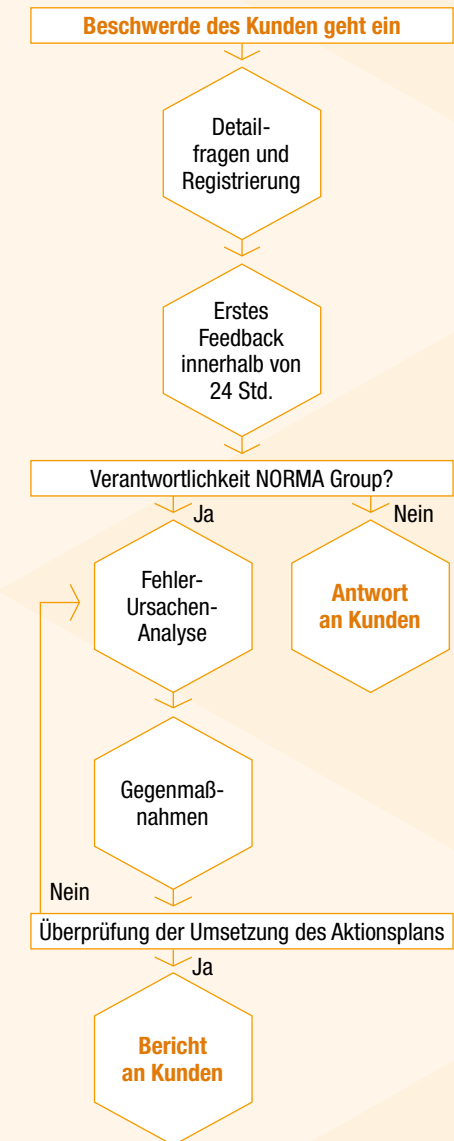 Beschwerde des Kunden geht ein
Detail-
fragen und
Registrierung
Erstes
Feedback
innerhalb von
24 Std.
Verantwortlichkeit NORMA Group?
Ja
Nein
Fehler-
Ursachen-
Analyse
Antwort
an Kunden
Gegenmaß-
nahmen
Nein
Überprüfung der Umsetzung des Aktionsplans
Ja
Bericht
an Kunden